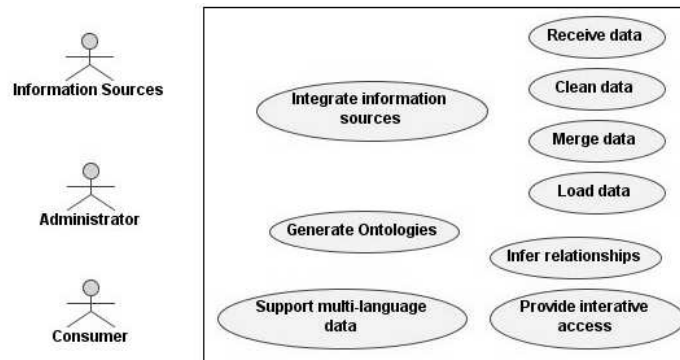 Information Sources
Administrator
Consumer
Integrate information
sources
Generate Ontologies
Support multi-language
data
Receive data
Clean data
Merge data
Load data
Infer relationships
Provide interative
access